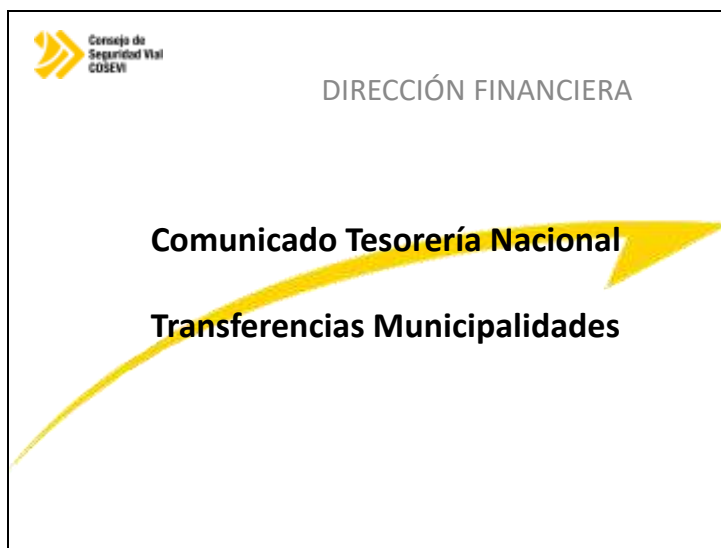 Consejo de
Seguridad Vial
COSEVI
DIRECCIÓN FINANCIERA
Comunicado Tesorería Nacional
Transferencias Municipalidades